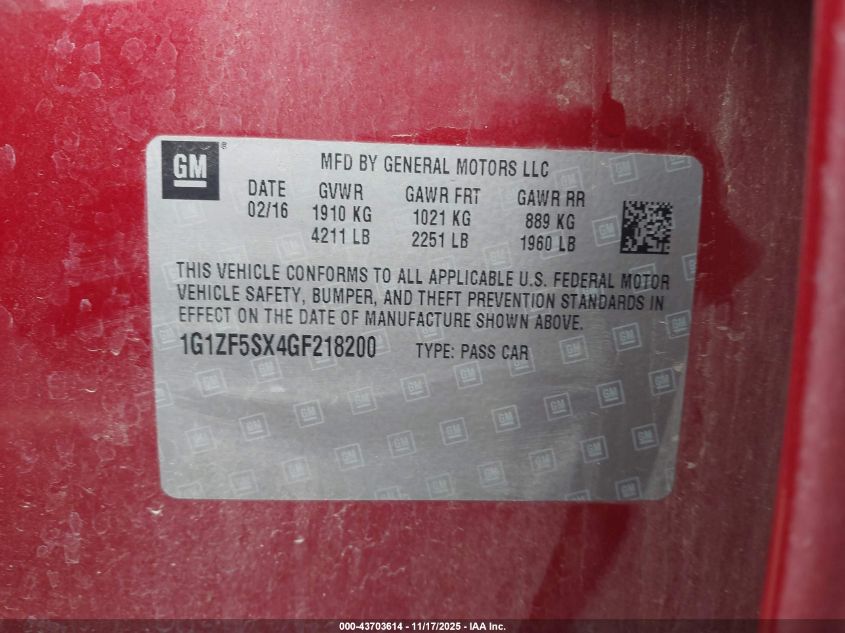 GM®
MFD BY GENERAL MOTORS LLC
DATE GVWR GAWR FRT GAWR RR
02/16 1910 KG 1021 KG 889 KG
4211 LB 2251 LB 1960 LB
THIS VEHICLE CONFORMS TO ALL APPLICABLE U.S. FEDERAL MOTOR
VEHICLE SAFETY, BUMPER, AND THEFT PREVENTION STANDARDS IN
EFFECT ON THE DATE OF MANUFACTURE SHOWN ABOVE.
1G1ZF5SX4GF218200 TYPE: PASS CAR
000-43703614 - 11/17/2025 - IAA Inc.